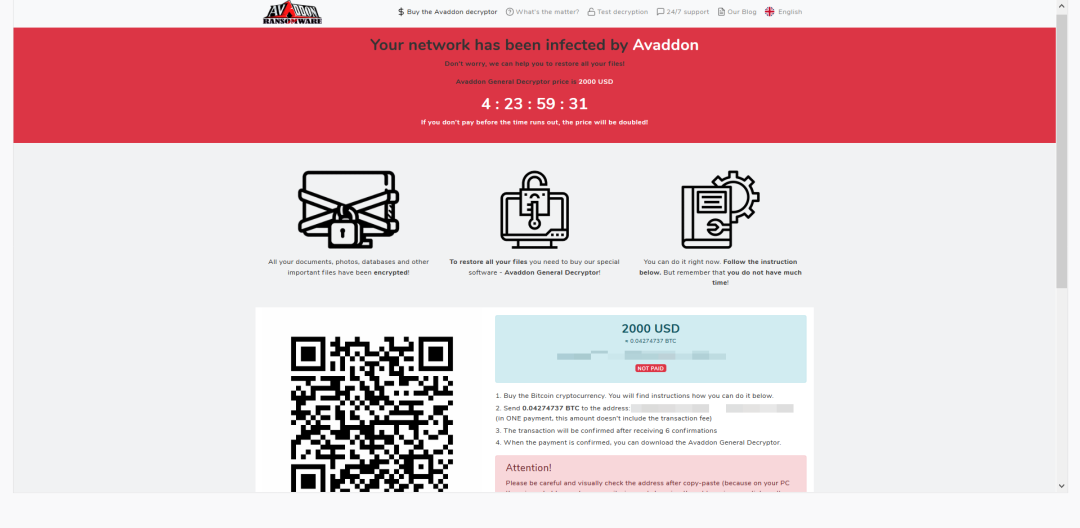 AVADDON
RANSOMWARE
Buy the Avaddon decryptor What's the matter? Test decryption 24/7 support Our Blog English
Your network has been infected by Avaddon
Don't worry, we can help you to restore all your files!
Avaddon General Decryptor price is 2000 USD
4 : 23 : 59 : 31
If you don't pay before the time runs out, the price will be doubled!
All your documents, photos, databases and other
important files have been encrypted!
To restore all your files you need to buy our special
software - Avaddon General Decryptor!
You can do it right now. Follow the instruction
below. But remember that you do not have much
time!
2000 USD
≈ 0.04274737 BTC
NOT PAID
1. Buy the Bitcoin cryptocurrency. You will find instructions how you can do it below.
2. Send 0.04274737 BTC to the address:
(in ONE payment, this amount doesn't include the transaction fee)
3. The transaction will be confirmed after receiving 6 confirmations
4. When the payment is confirmed, you can download the Avaddon General Decryptor.
Attention!
Please be careful and visually check the address after copy-paste (because on your PC